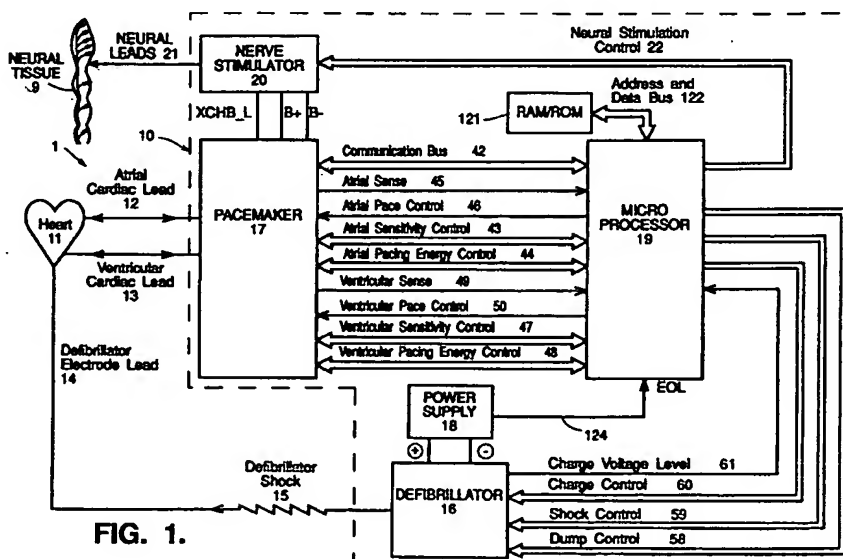 NEURAL
LEADS 21
NEURAL
TISSUE
9
NERVE
STIMULATOR
20
Neural Stimulation
Control 22
Address and
Data Bus 122
121
RAM/ROM
XCHB_L
B+
B-
10
1
Atrial
Cardiac Lead
12
Heart
11
Ventricular
Cardiac Lead
13
PACEMAKER
17
Communication Bus 42
Atrial Sense 45
Atrial Pace Control 46
Atrial Sensitivity Control 43
Atrial Pacing Energy Control 44
Ventricular Sense 49
Ventricular Pace Control 50
Ventricular Sensitivity Control 47
Ventricular Pacing Energy Control 48
MICRO
PROCESSOR
19
Defibrillator
Electrode Lead
14
POWER
SUPPLY
18
EOL
124
+
-
Defibrillator
Shock
15
DEFIBRILLATOR
16
Charge Voltage Level 61
Charge Control 60
Shock Control 59
Dump Control 58
FIG. 1.